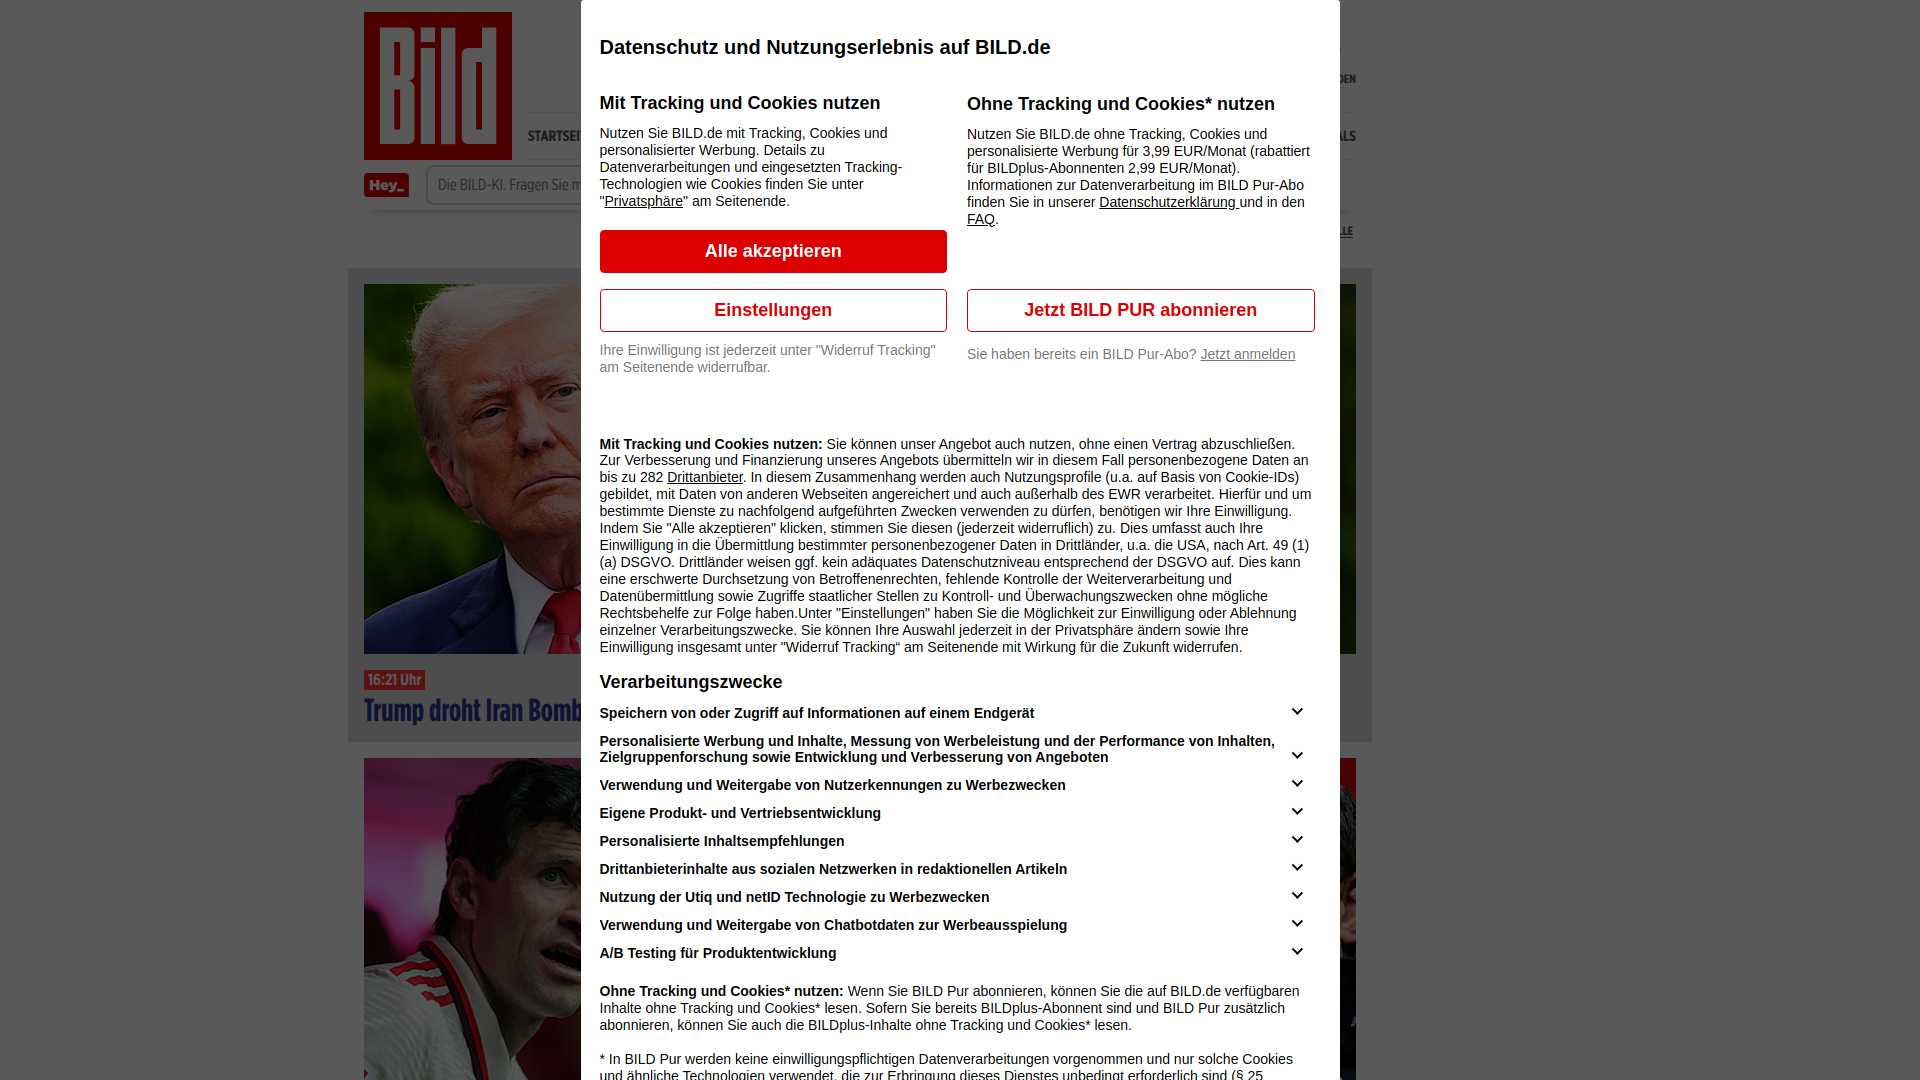 Bild
DEN
STARTSEI
ALS
Hey_
Die BILD-KI. Fragen Sie m
LLE
16:21 Uhr
Trump droht Iran Bomb
Datenschutz und Nutzungserlebnis auf BILD.de
Mit Tracking und Cookies nutzen
Nutzen Sie BILD.de mit Tracking, Cookies und
personalisierter Werbung. Details zu
Datenverarbeitungen und eingesetzten Tracking-
Technologien wie Cookies finden Sie unter
"Privatsphäre" am Seitenende.
Alle akzeptieren
Einstellungen
Ihre Einwilligung ist jederzeit unter "Widerruf Tracking"
am Seitenende widerrufbar.
Ohne Tracking und Cookies* nutzen
Nutzen Sie BILD.de ohne Tracking, Cookies und
personalisierte Werbung für 3,99 EUR/Monat (rabattiert
für BILDplus-Abonnenten 2,99 EUR/Monat).
Informationen zur Datenverarbeitung im BILD Pur-Abo
finden Sie in unserer Datenschutzerklärung und in den
FAQ.
Jetzt BILD PUR abonnieren
Sie haben bereits ein BILD Pur-Abo? Jetzt anmelden
Mit Tracking und Cookies nutzen: Sie können unser Angebot auch nutzen, ohne einen Vertrag abzuschließen.
Zur Verbesserung und Finanzierung unseres Angebots übermitteln wir in diesem Fall personenbezogene Daten an
bis zu 282 Drittanbieter. In diesem Zusammenhang werden auch Nutzungsprofile (u.a. auf Basis von Cookie-IDs)
gebildet, mit Daten von anderen Webseiten angereichert und auch außerhalb des EWR verarbeitet. Hierfür und um
bestimmte Dienste zu nachfolgend aufgeführten Zwecken verwenden zu dürfen, benötigen wir Ihre Einwilligung.
Indem Sie "Alle akzeptieren" klicken, stimmen Sie diesen (jederzeit widerruflich) zu. Dies umfasst auch Ihre
Einwilligung in die Übermittlung bestimmter personenbezogener Daten in Drittländer, u.a. die USA, nach Art. 49 (1)
(a) DSGVO. Drittländer weisen ggf. kein adäquates Datenschutzniveau entsprechend der DSGVO auf. Dies kann
eine erschwerte Durchsetzung von Betroffenenrechten, fehlende Kontrolle der Weiterverarbeitung und
Datenübermittlung sowie Zugriffe staatlicher Stellen zu Kontroll- und Überwachungszwecken ohne mögliche
Rechtsbehelfe zur Folge haben.Unter "Einstellungen" haben Sie die Möglichkeit zur Einwilligung oder Ablehnung
einzelner Verarbeitungszwecke. Sie können Ihre Auswahl jederzeit in der Privatsphäre ändern sowie Ihre
Einwilligung insgesamt unter "Widerruf Tracking“ am Seitenende mit Wirkung für die Zukunft widerrufen.
Verarbeitungszwecke
Speichern von oder Zugriff auf Informationen auf einem Endgerät
Personalisierte Werbung und Inhalte, Messung von Werbeleistung und der Performance von Inhalten,
Zielgruppenforschung sowie Entwicklung und Verbesserung von Angeboten
Verwendung und Weitergabe von Nutzerkennungen zu Werbezwecken
Eigene Produkt- und Vertriebsentwicklung
Personalisierte Inhaltsempfehlungen
Drittanbieterinhalte aus sozialen Netzwerken in redaktionellen Artikeln
Nutzung der Utiq und netID Technologie zu Werbezwecken
Verwendung und Weitergabe von Chatbotdaten zur Werbeausspielung
A/B Testing für Produktentwicklung
Ohne Tracking und Cookies* nutzen: Wenn Sie BILD Pur abonnieren, können Sie die auf BILD.de verfügbaren
Inhalte ohne Tracking und Cookies* lesen. Sofern Sie bereits BILDplus-Abonnent sind und BILD Pur zusätzlich
abonnieren, können Sie auch die BILDplus-Inhalte ohne Tracking und Cookies* lesen.
* In BILD Pur werden keine einwilligungspflichtigen Datenverarbeitungen vorgenommen und nur solche Cookies
und ähnliche Technologien verwendet, die zur Erbringung dieses Dienstes unbedingt erforderlich sind (§ 25